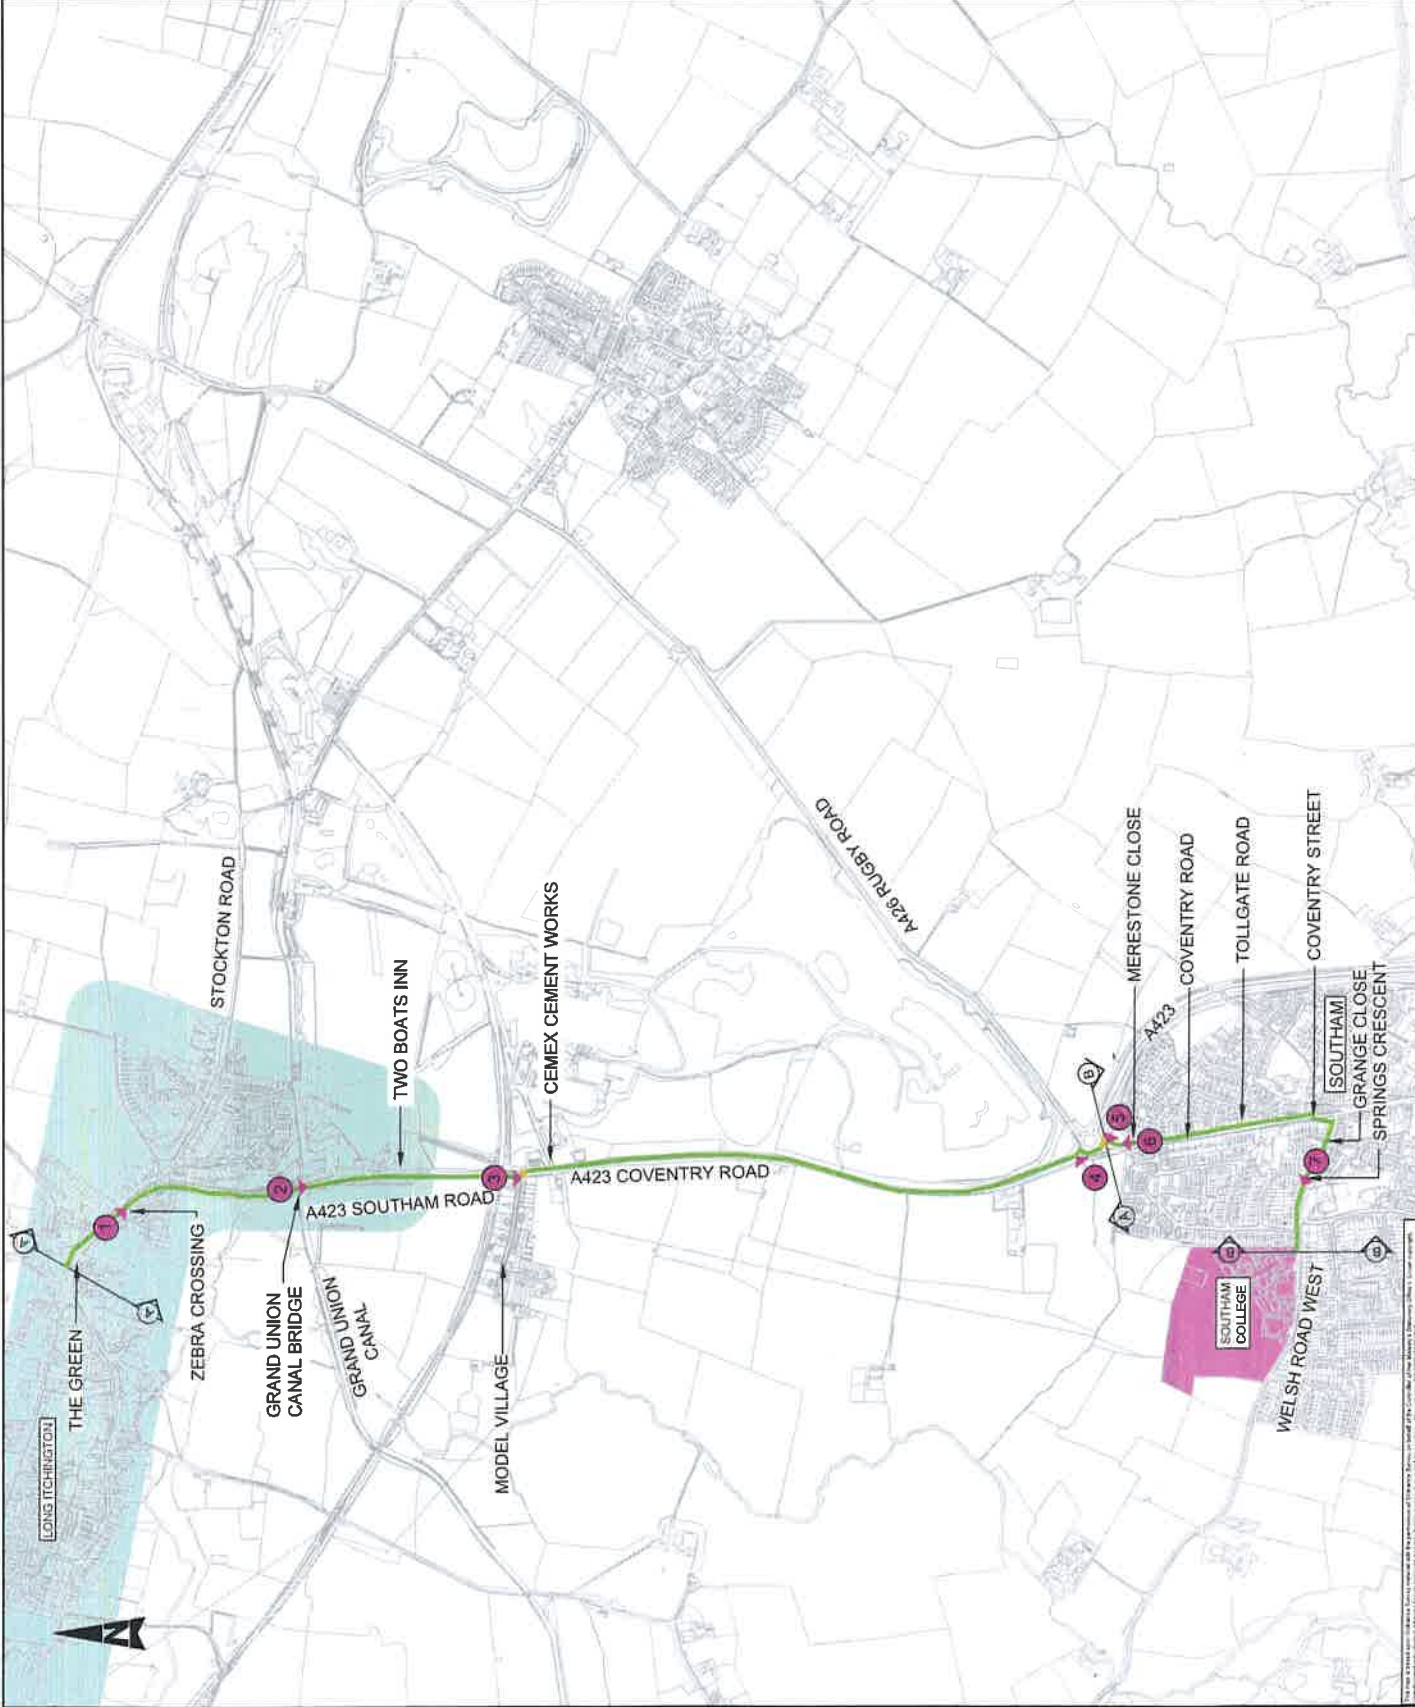 LONG ITCHINGTON
THE GREEN
A
A
1
ZEBRA CROSSING
STOCKTON ROAD
2
GRAND UNION
CANAL BRIDGE
A423 SOUTHAM ROAD
GRAND UNION
CANAL
TWO BOATS INN
3
MODEL VILLAGE
CEMEX CEMENT WORKS
A423 COVENTRY ROAD
A426 RUGBY ROAD
B
A
4
5
6
MERESTONE CLOSE
A423
COVENTRY ROAD
TOLLGATE ROAD
COVENTRY STREET
SOUTHAM
GRANGE CLOSE
SPRINGS CRESCENT
7
B
B
SOUTHAM
COLLEGE
WELSH ROAD WEST
N